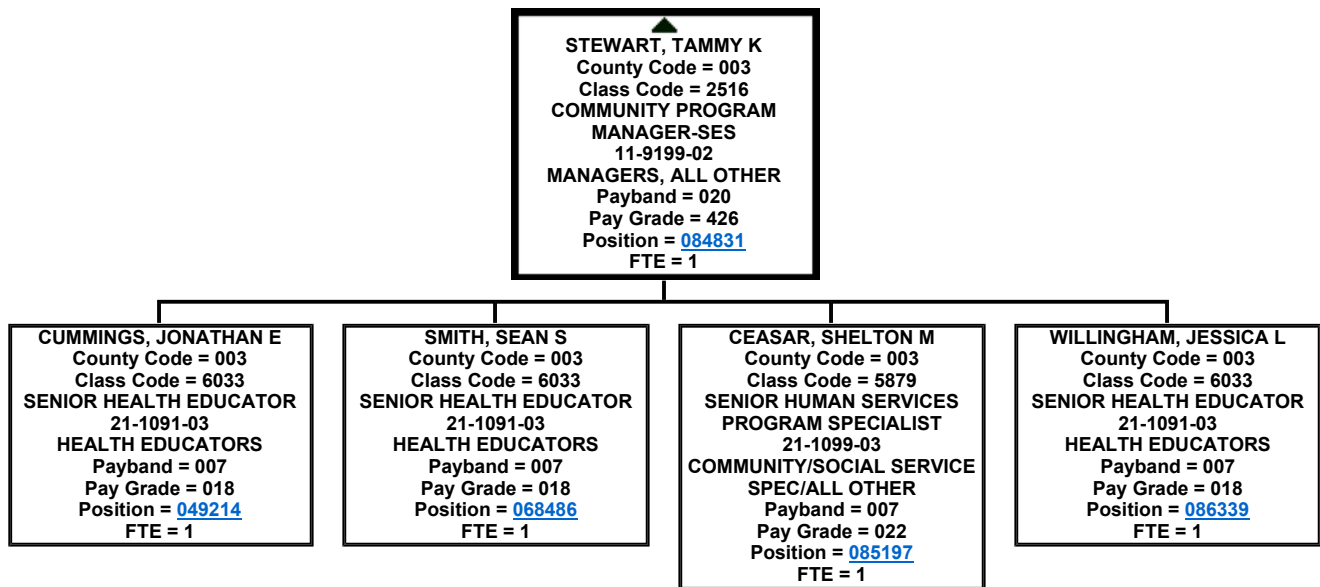 STEWART, TAMMY K
County Code = 003
Class Code = 2516
COMMUNITY PROGRAM
MANAGER-SES
11-9199-02
MANAGERS, ALL OTHER
Payband = 020
Pay Grade = 426
Position = 084831
FTE = 1
CUMMINGS, JONATHAN E
County Code = 003
Class Code = 6033
SENIOR HEALTH EDUCATOR
21-1091-03
HEALTH EDUCATORS
Payband = 007
Pay Grade = 018
Position = 049214
FTE = 1
SMITH, SEAN S
County Code = 003
Class Code = 6033
SENIOR HEALTH EDUCATOR
21-1091-03
HEALTH EDUCATORS
Payband = 007
Pay Grade = 018
Position = 068486
FTE = 1
CEASAR, SHELTON M
County Code = 003
Class Code = 5879
SENIOR HUMAN SERVICES
PROGRAM SPECIALIST
21-1099-03
COMMUNITY/SOCIAL SERVICE
SPEC/ALL OTHER
Payband = 007
Pay Grade = 022
Position = 085197
FTE = 1
WILLINGHAM, JESSICA L
County Code = 003
Class Code = 6033
SENIOR HEALTH EDUCATOR
21-1091-03
HEALTH EDUCATORS
Payband = 007
Pay Grade = 018
Position = 086339
FTE = 1